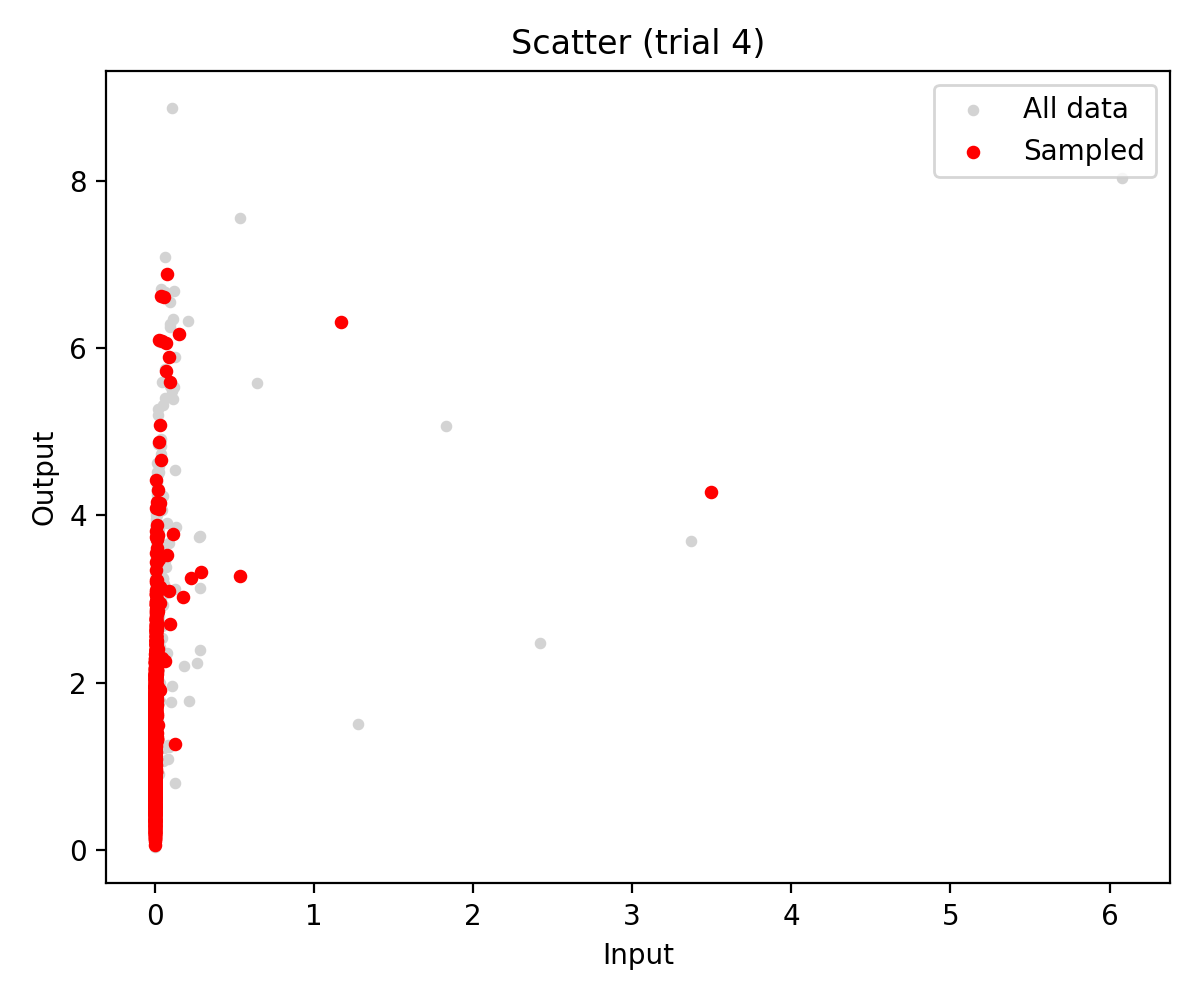 Scatter (trial 4)
All data
Sampled
8
6
4
2
0
Output
0 1 2 3 4 5 6
Input